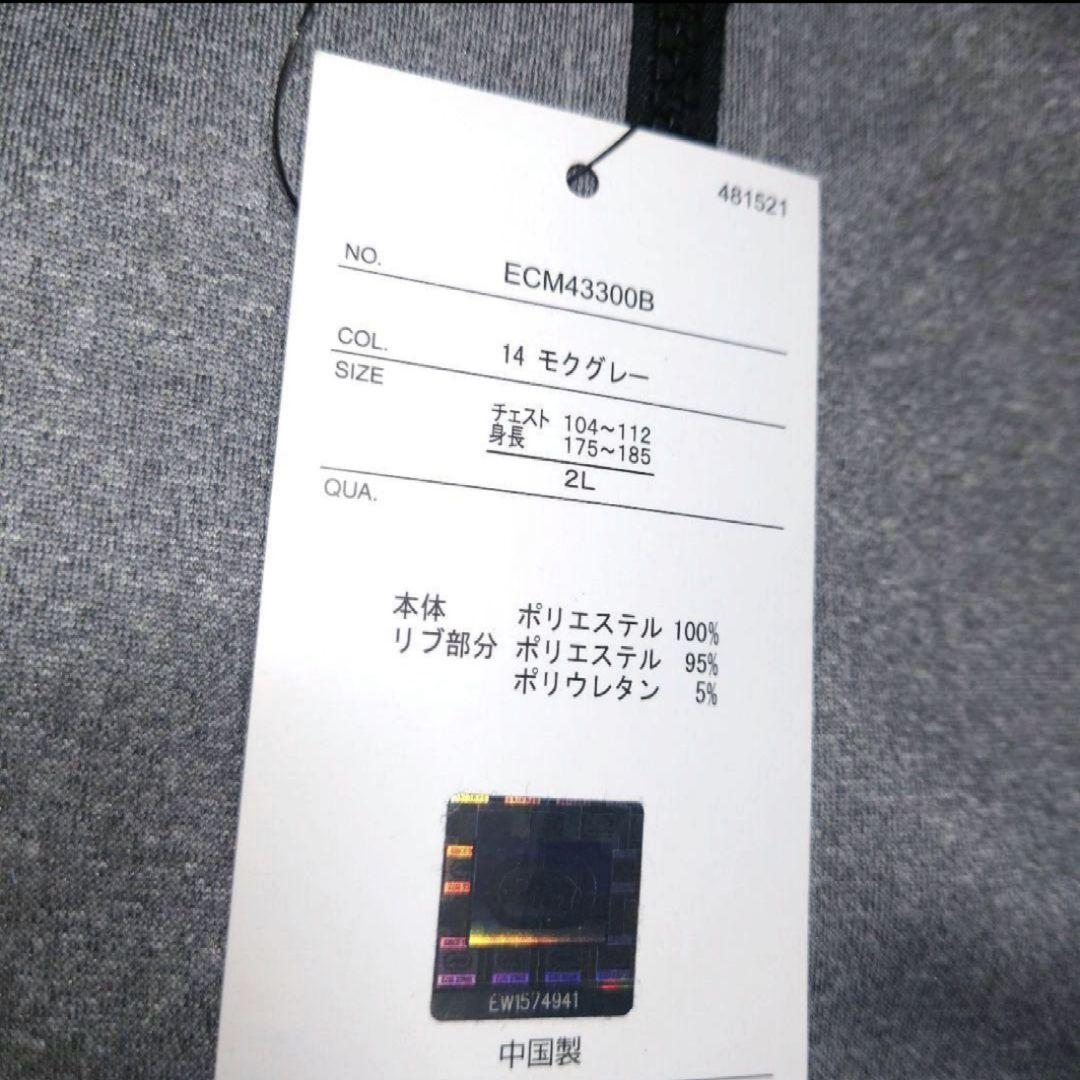 481521
NO. ECM43300B
COL. 14 モクグレー
SIZE
チェスト 104~112
身長 175~185
2L
QUA.
本体 ポリエステル 100%
リブ部分 ポリエステル 95%
ポリウレタン 5%
EW1574941
中国製